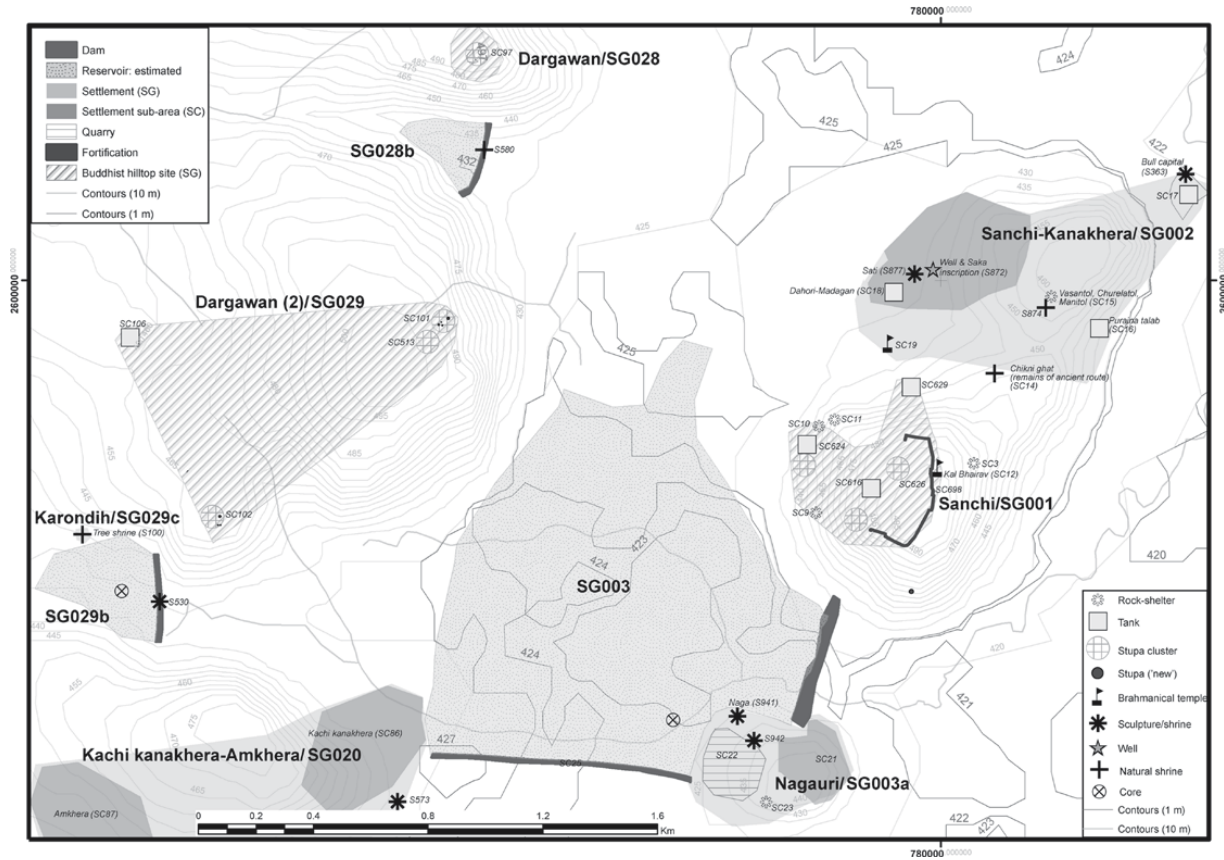 780000
Dam
Reservoir: estimated
Settlement (SG)
Settlement sub-area (SC)
Quarry
Fortification
Buddhist hilltop site (SG)
Contours (10 m)
Contours (1 m)
SC97
Dargawan/SG028
SG028b
S580
432
440
425
424
425
422
Bull capital
(S363)
SC17
Sanchi-Kanakhera/ SG002
Sati (S877)
Well & Saka
inscription (S872)
Dahori-Madagan (SC18)
Vasantol, Churelatol,
Manitol (SC15)
S874
Puraina talab
(SC16)
SC19
Chikni ghat
(remains of ancient route)
(SC14)
2600000
2600000
Dargawan (2)/SG029
SC106
SC101
SC513
SC102
425
SC629
SC10
SC11
SC624
SC3
Kal Bhairav (SC12)
SC616
SC626
SC698
SC9
Sanchi/SG001
Karondih/SG029c
Tree shrine (S100)
SG029b
S530
423
424
SG003
424
420
420
421
Rock-shelter
Tank
Stupa cluster
Stupa ('new')
Brahmanical temple
Sculpture/shrine
Well
Natural shrine
Core
Contours (1 m)
Contours (10 m)
Naga (S941)
S942
SC22
SC21
SC23
Nagauri/SG003a
Kachi kanakhera (SC86)
Kachi kanakhera-Amkhera/ SG020
427
Amkhera (SC87)
S573
0 0.2 0.4 0.8 1.2 1.6
Km
422
423
780000